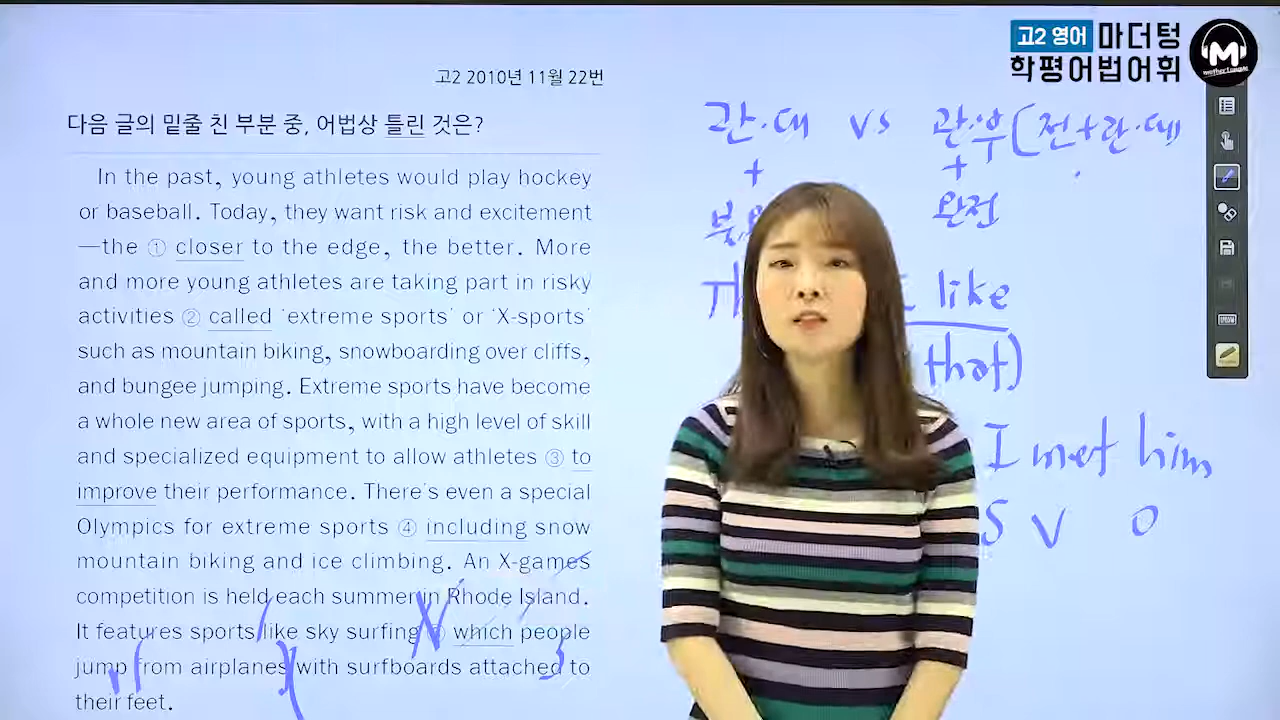 고2 영어 마더텅
학평어법어휘
M
고2 2010년 11월 22번
다음 글의 밑줄 친 부분 중, 어법상 틀린 것은?
In the past, young athletes would play hockey
or baseball. Today, they want risk and excitement
—the ① closer to the edge, the better. More
and more young athletes are taking part in risky
activities ② called 'extreme sports' or 'X-sports'
such as mountain biking, snowboarding over cliffs,
and bungee jumping. Extreme sports have become
a whole new area of sports, with a high level of skill
and specialized equipment to allow athletes ③ to
improve their performance. There's even a special
Olympics for extreme sports ④ including snow
mountain biking and ice climbing. An X-games
competition is held each summer in Rhode Island.
It features sports like sky surfing, which people
jump from airplanes with surfboards attached to
their feet.
관·대 vs 관·부(전+관·대)
+ +
완전
like
(that)
I met him
S V O